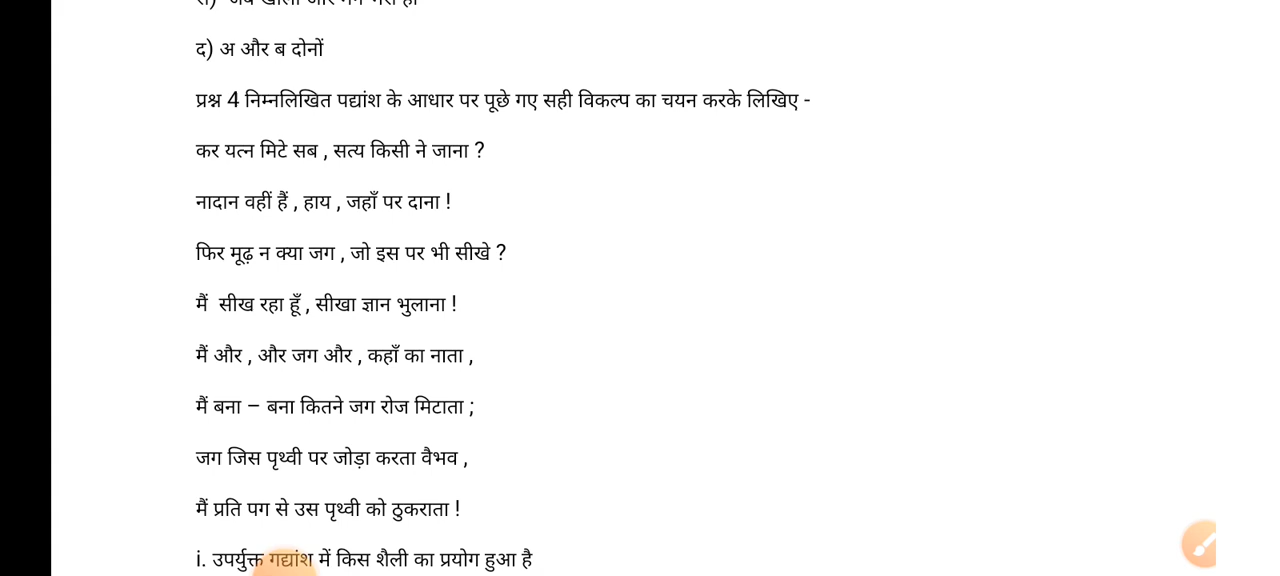 द) अ और ब दोनों
प्रश्न 4 निम्नलिखित पद्यांश के आधार पर पूछे गए सही विकल्प का चयन करके लिखिए -
कर यत्न मिटे सब , सत्य किसी ने जाना ?
नादान वहीं हैं , हाय , जहाँ पर दाना !
फिर मूढ़ न क्या जग , जो इस पर भी सीखे ?
मैं सीख रहा हूँ , सीखा ज्ञान भुलाना !
मैं और , और जग और , कहाँ का नाता ,
मैं बना – बना कितने जग रोज मिटाता ;
जग जिस पृथ्वी पर जोड़ा करता वैभव ,
मैं प्रति पग से उस पृथ्वी को ठुकराता !
i. उपर्युक्त गद्यांश में किस शैली का प्रयोग हुआ है